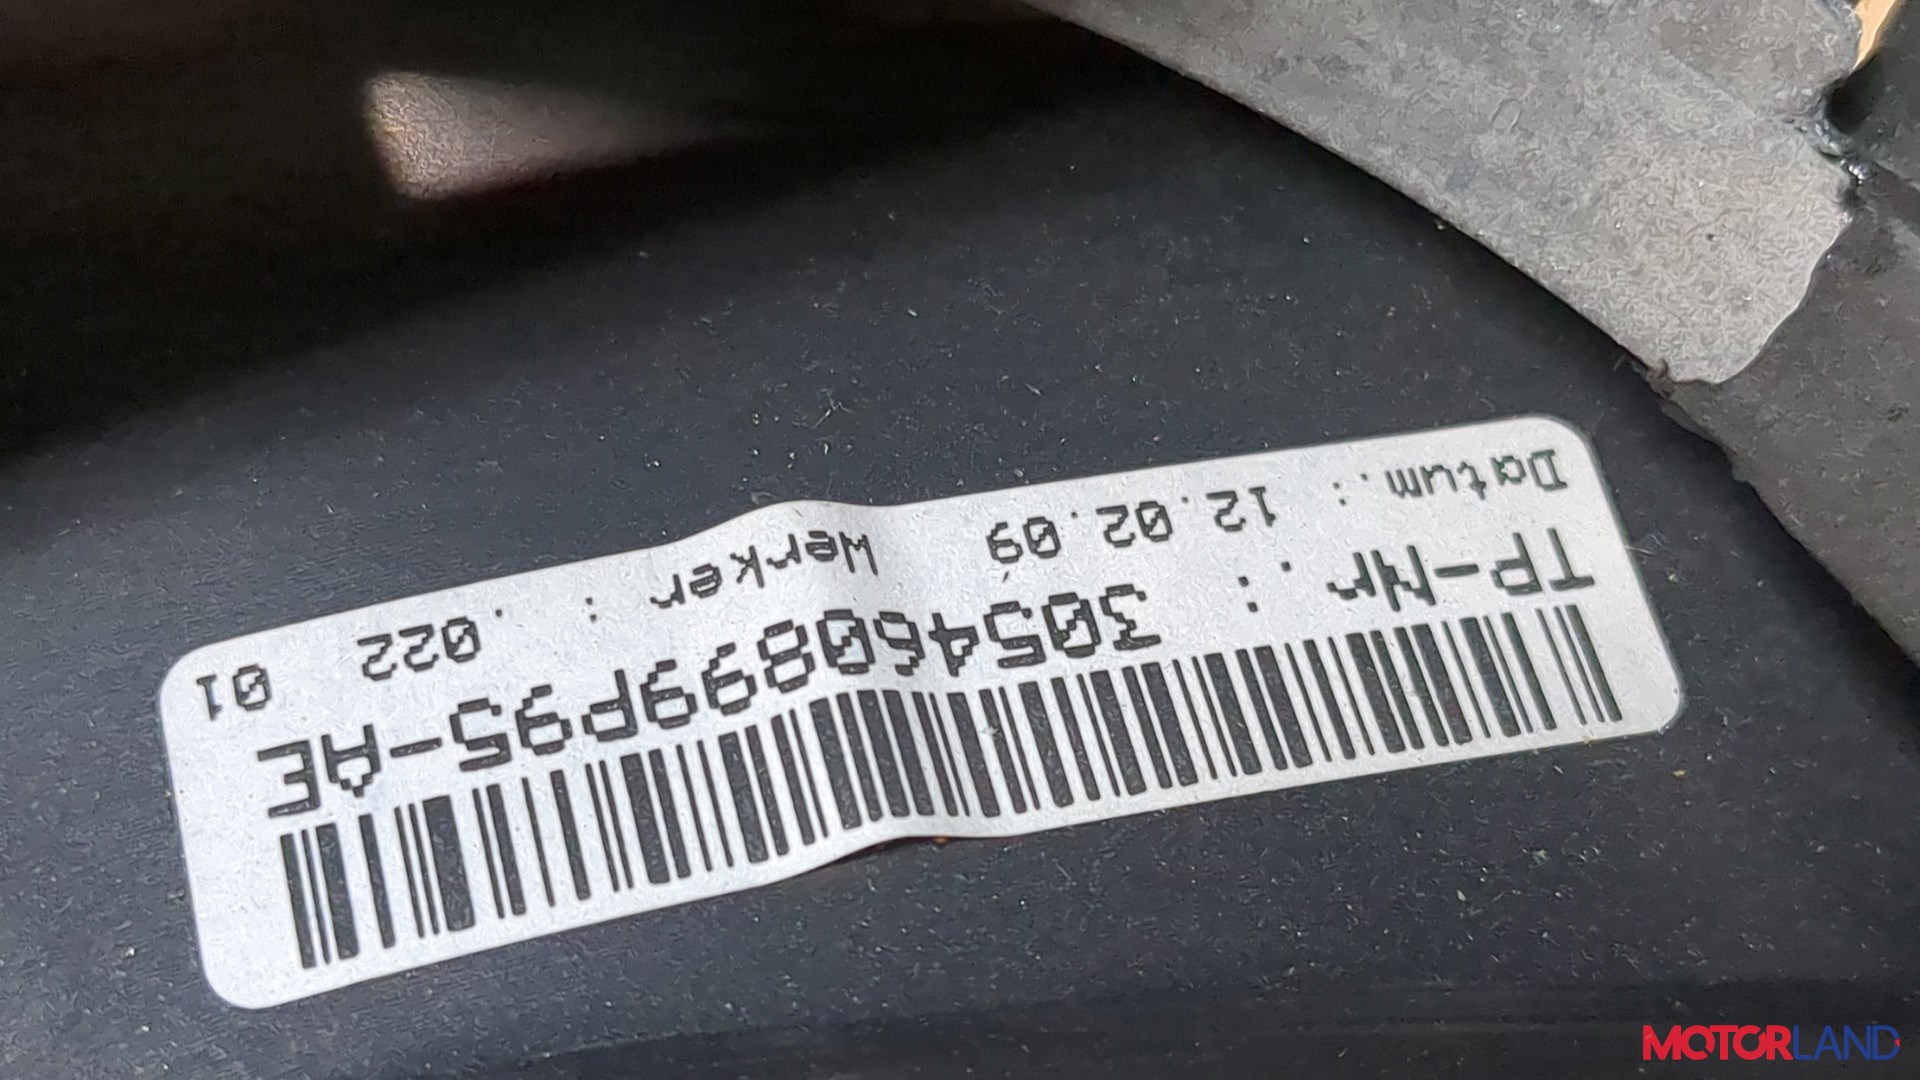 Datum.: 12.02.09 Werker : .022 01
TP-Nr.: 305460899P95-AE
MOTORLAND